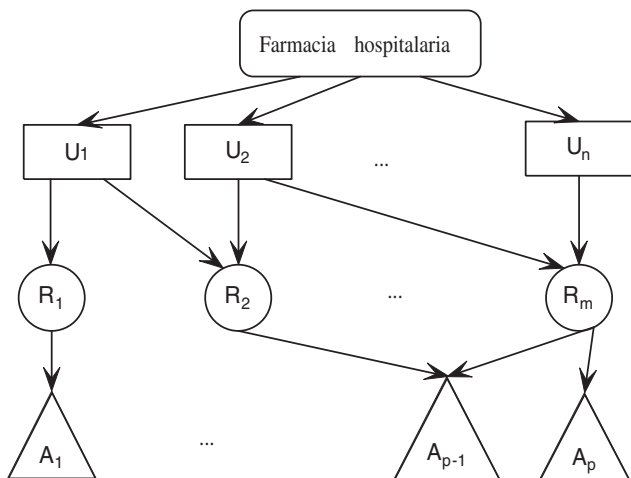 Farmacia hospitalaria
U1 U2 ... Un
R1 R2 ... Rm
A1 ... Ap-1 Ap